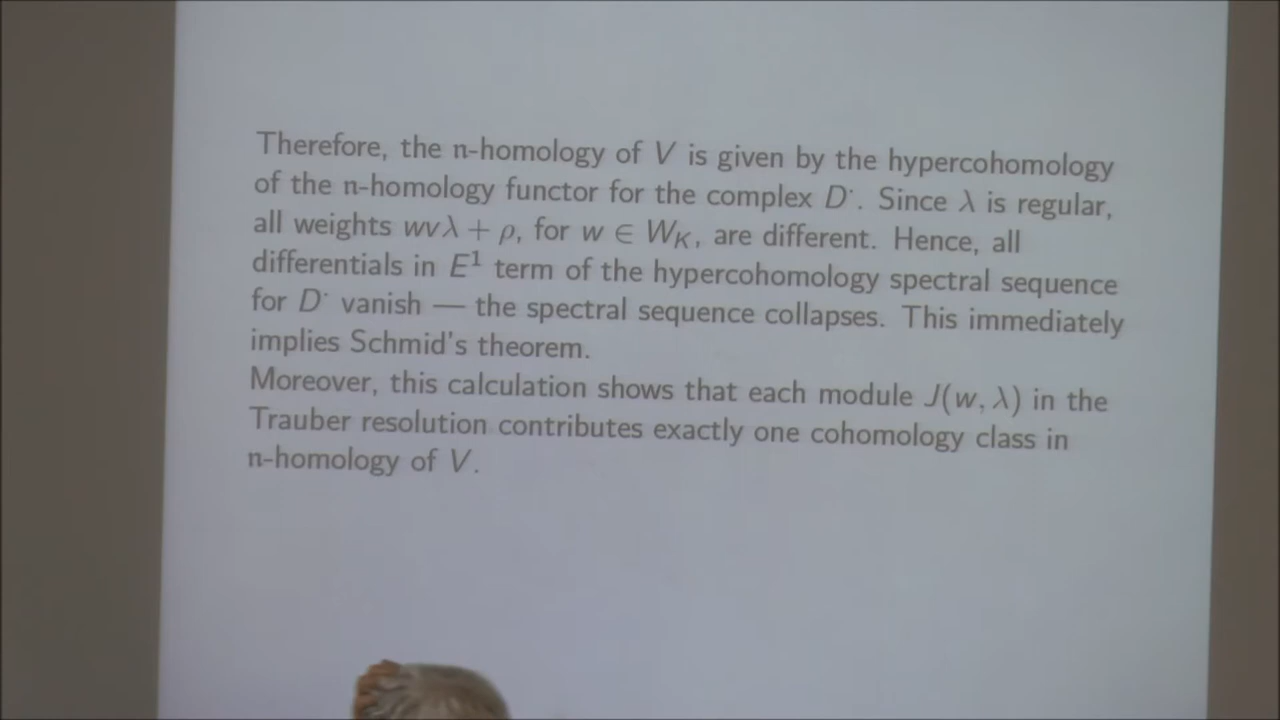 Therefore, the n-homology of V is given by the hypercohomology
of the n-homology functor for the complex D˙. Since λ is regular,
all weights wvλ + ρ, for w ∈ W_K, are different. Hence, all
differentials in E¹ term of the hypercohomology spectral sequence
for D˙ vanish — the spectral sequence collapses. This immediately
implies Schmid's theorem.
Moreover, this calculation shows that each module J(w, λ) in the
Trauber resolution contributes exactly one cohomology class in
n-homology of V.